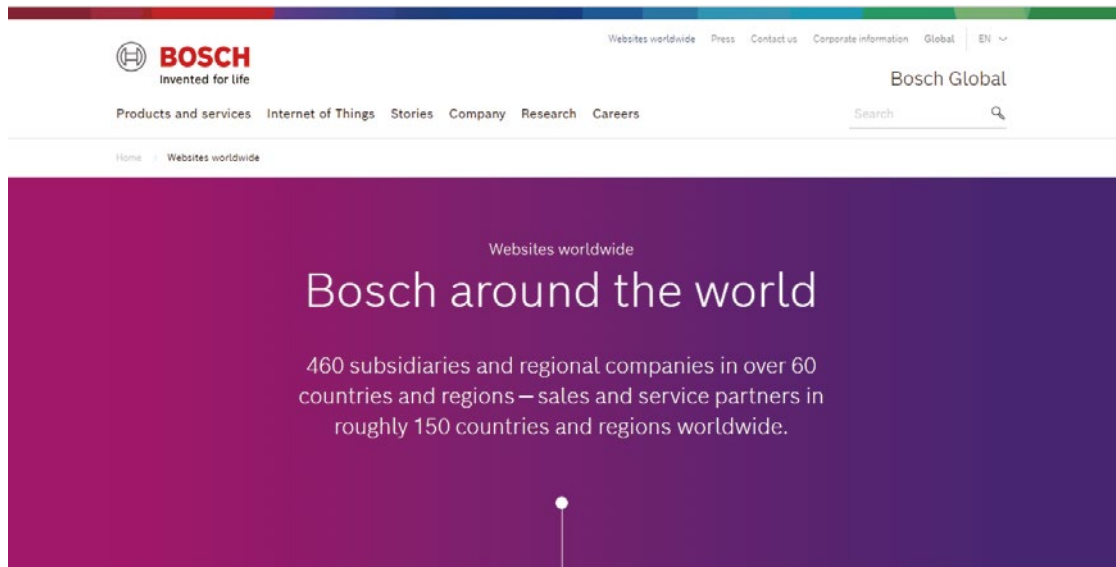 Websites worldwide Press Contact us Corporate information Global EN
BOSCH
Invented for life
Bosch Global
Products and services Internet of Things Stories Company Research Careers
Search
Home Websites worldwide
Websites worldwide
Bosch around the world
460 subsidiaries and regional companies in over 60
countries and regions – sales and service partners in
roughly 150 countries and regions worldwide.